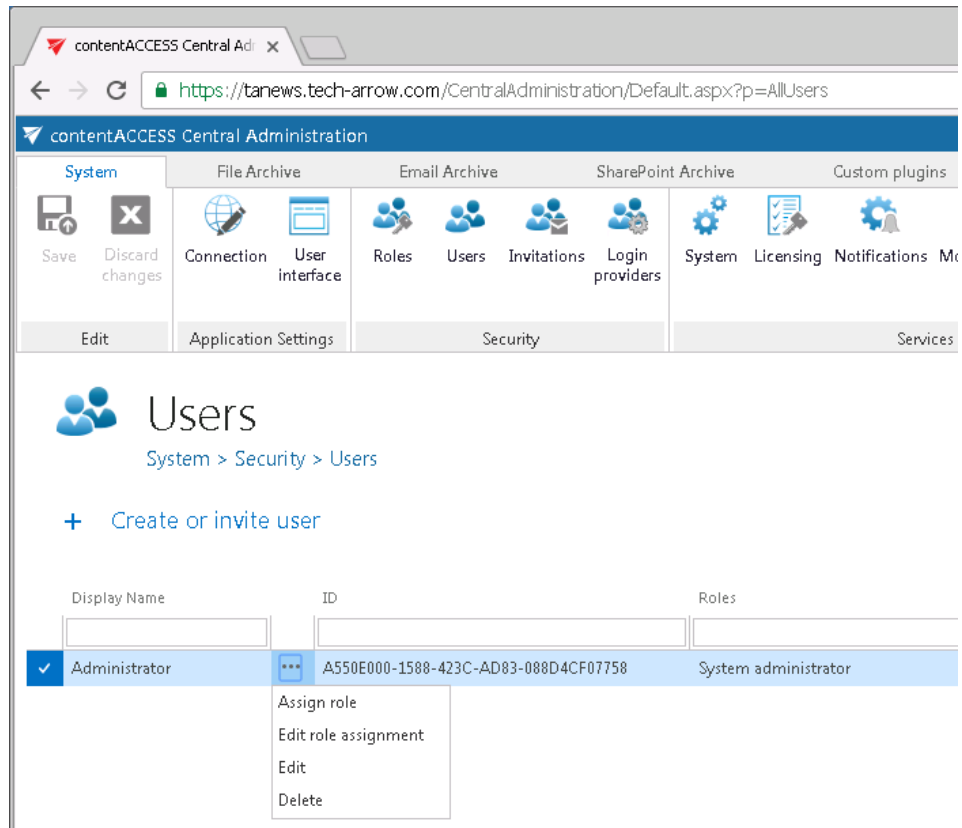 contentACCESS Central Adr
https://tanews.tech-arrow.com/CentralAdministration/Default.aspx?p=AllUsers
contentACCESS Central Administration
System File Archive Email Archive SharePoint Archive Custom plugins
Save Discard changes Connection User interface Roles Users Invitations Login providers System Licensing Notifications Mo
Edit Application Settings Security Services
Users
System > Security > Users
+ Create or invite user
Display Name ID Roles
Administrator ... A550E000-1588-423C-AD83-088D4CF07758 System administrator
Assign role
Edit role assignment
Edit
Delete